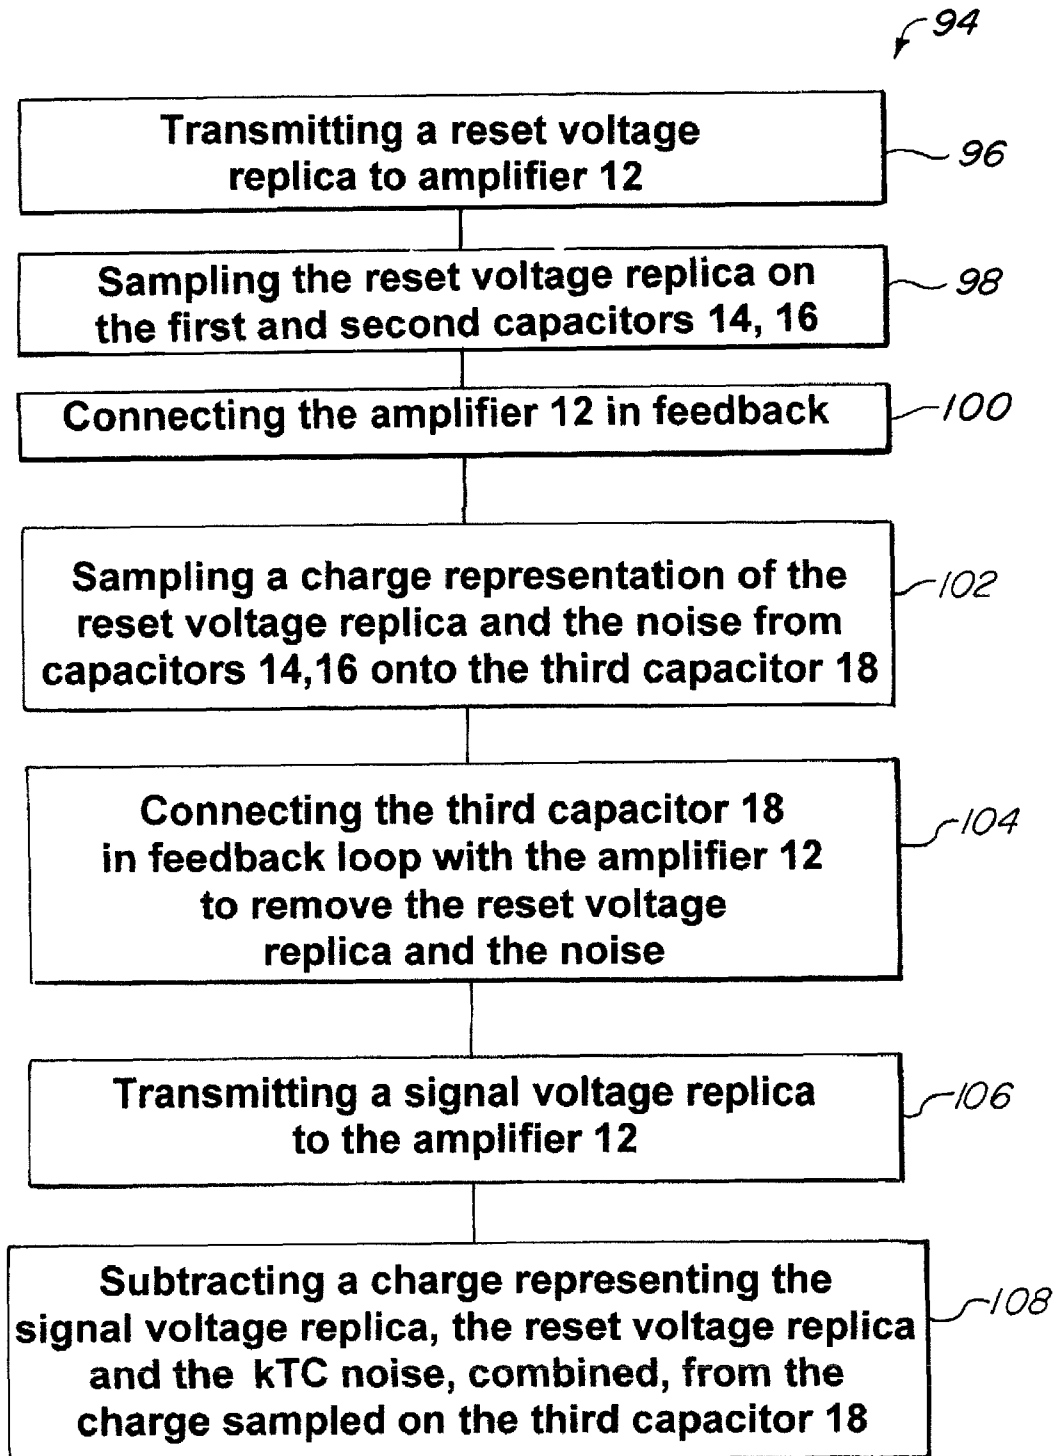 94
Transmitting a reset voltage
replica to amplifier 12
96
Sampling the reset voltage replica on
the first and second capacitors 14, 16
98
Connecting the amplifier 12 in feedback
100
Sampling a charge representation of the
reset voltage replica and the noise from
capacitors 14,16 onto the third capacitor 18
102
Connecting the third capacitor 18
in feedback loop with the amplifier 12
to remove the reset voltage
replica and the noise
104
Transmitting a signal voltage replica
to the amplifier 12
106
Subtracting a charge representing the
signal voltage replica, the reset voltage replica
and the kTC noise, combined, from the
charge sampled on the third capacitor 18
108